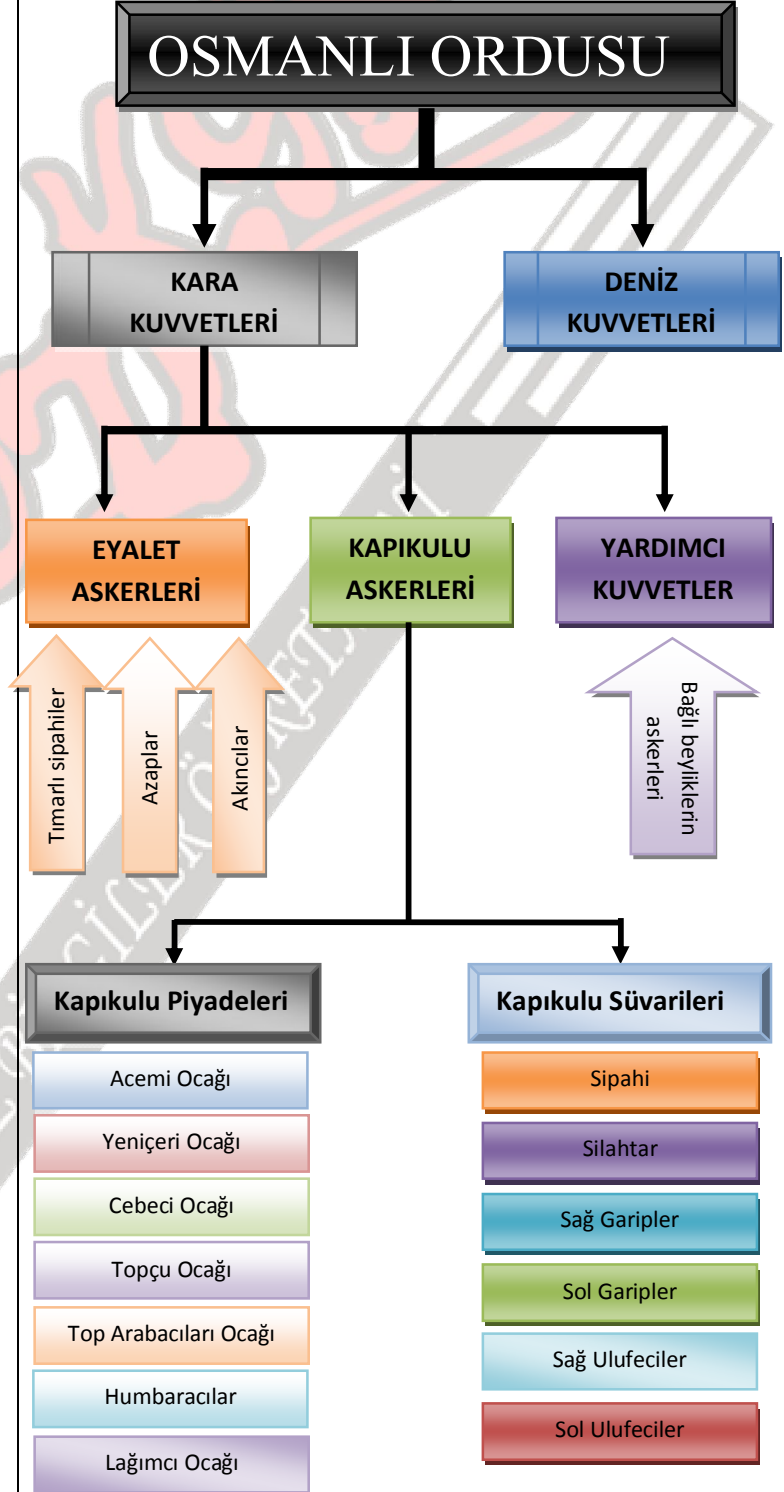 OSMANLI ORDUSU
KARA
KUVVETLERİ
DENİZ
KUVVETLERİ
EYALET
ASKERLERİ
KAPIKULU
ASKERLERİ
YARDIMCI
KUVVETLER
Tımarlı sipahiler
Azaplar
Akıncılar
Bağlı beyliklerin
askerleri
Kapıkulu Piyadeleri
Acemi Ocağı
Yeniçeri Ocağı
Cebeci Ocağı
Topçu Ocağı
Top Arabacıları Ocağı
Humbaracılar
Lağımcı Ocağı
Kapıkulu Süvarileri
Sipahi
Silahtar
Sağ Garipler
Sol Garipler
Sağ Ulufeciler
Sol Ulufeciler